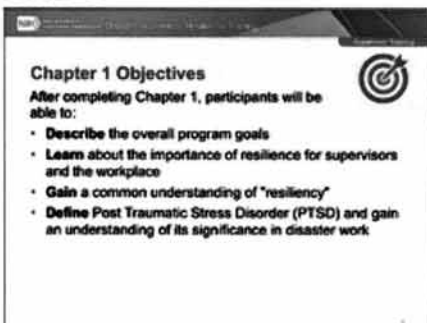 NIH
Chapter 1 Objectives
After completing Chapter 1, participants will be
able to:
• Describe the overall program goals
• Learn about the importance of resilience for supervisors
and the workplace
• Gain a common understanding of "resiliency"
• Define Post Traumatic Stress Disorder (PTSD) and gain
an understanding of its significance in disaster work